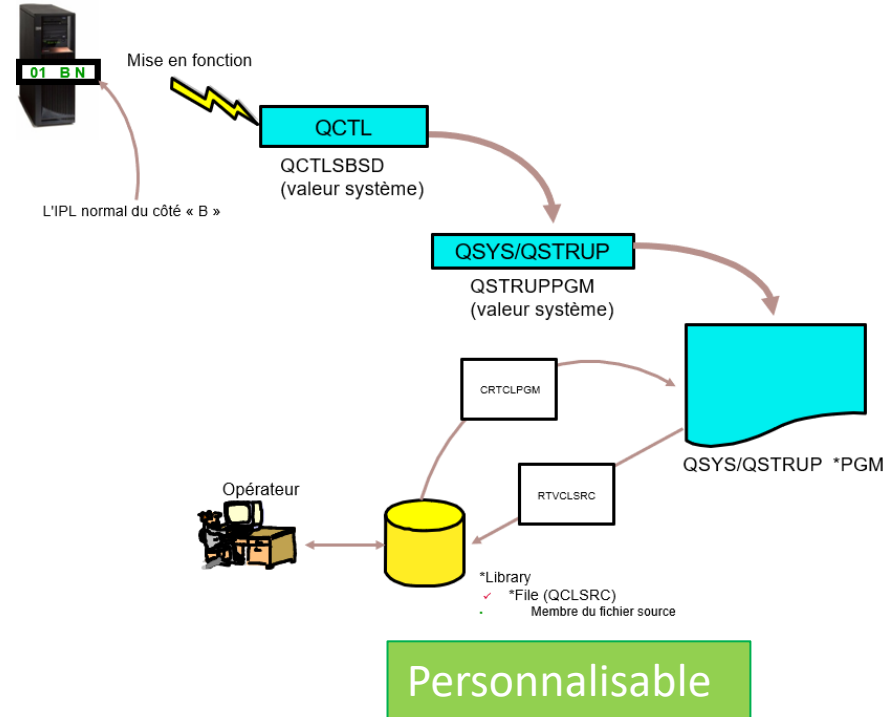 Mise en fonction
01 B N
QCTL
QCTLSBSD
(valeur système)
L'IPL normal du côté « B »
QSYS/QSTRUP
QSTRUPPGM
(valeur système)
CRTCLPGM
QSYS/QSTRUP *PGM
RTVCLSRC
Opérateur
*Library
*File (QCLSRC)
Membre du fichier source
Personnalisable